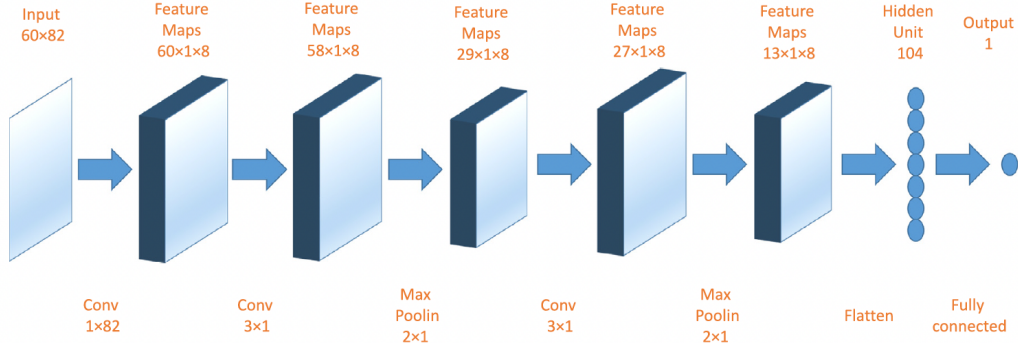 Input
60×82
Feature
Maps
60×1×8
Feature
Maps
58×1×8
Feature
Maps
29×1×8
Feature
Maps
27×1×8
Feature
Maps
13×1×8
Hidden
Unit
104
Output
1
Conv
1×82
Conv
3×1
Max
Poolin
2×1
Conv
3×1
Max
Poolin
2×1
Flatten
Fully
connected